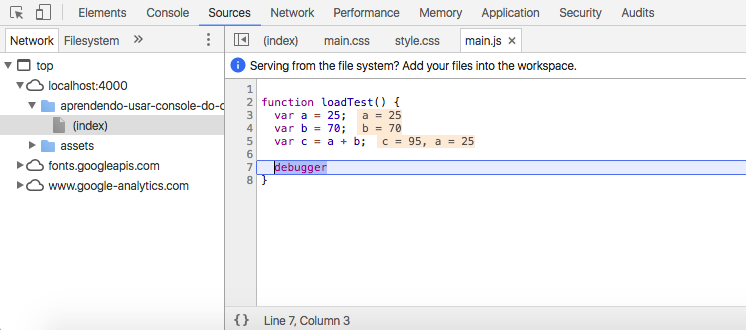 Elements Console Sources Network Performance Memory Application Security Audits
Network Filesystem »
(index) main.css style.css main.js ×
Serving from the file system? Add your files into the workspace.
top
localhost:4000
aprendendo-usar-console-do-c
(index)
assets
fonts.googleapis.com
www.google-analytics.com
1
2 function loadTest() {
3 var a = 25; a = 25
4 var b = 70; b = 70
5 var c = a + b; c = 95, a = 25
6
7 debugger
8 }
{} Line 7, Column 3